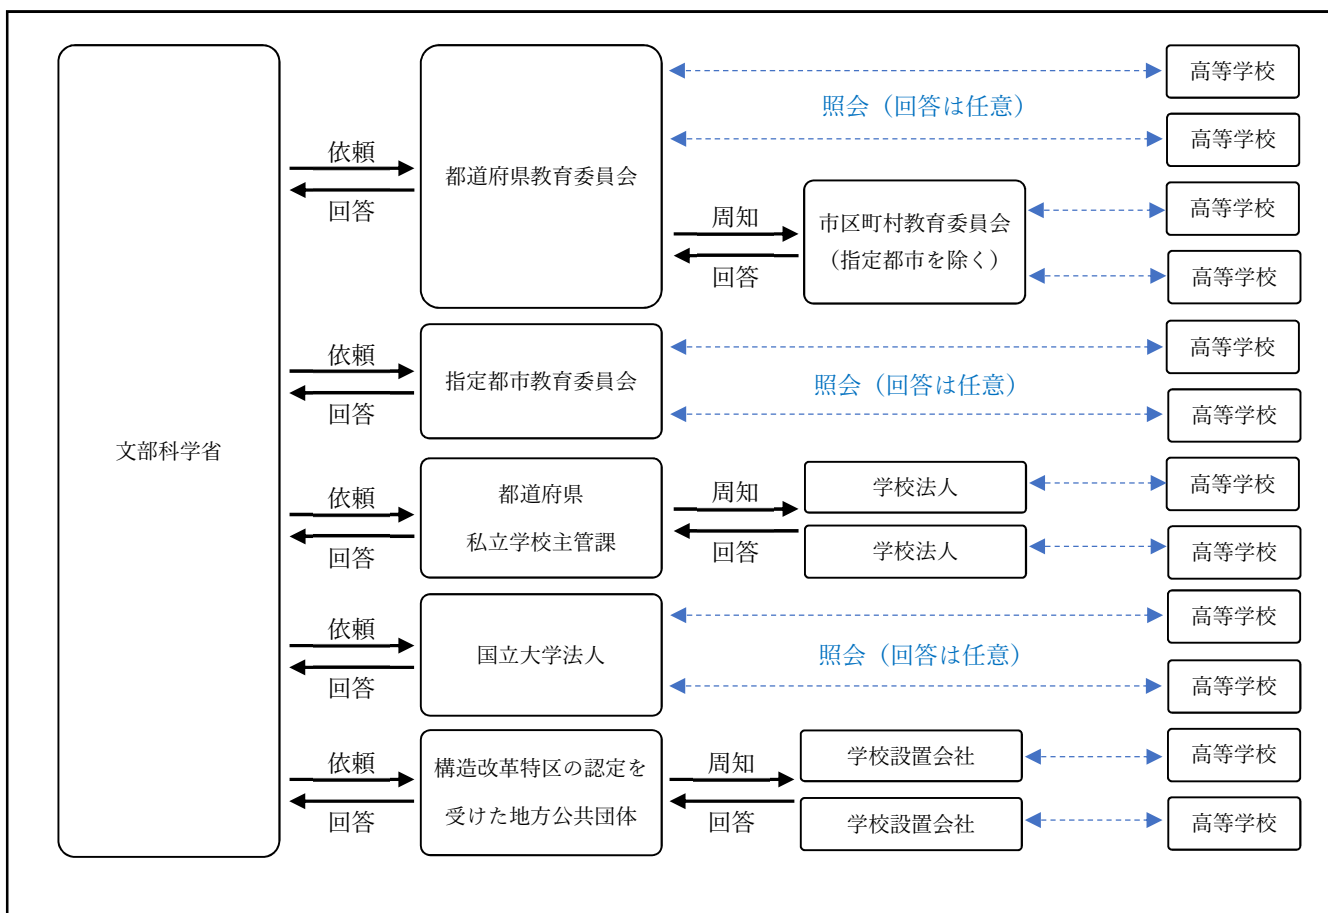 文部科学省
依頼
回答
都道府県教育委員会
照会（回答は任意）
高等学校
高等学校
周知
回答
市区町村教育委員会
（指定都市を除く）
高等学校
高等学校
依頼
回答
指定都市教育委員会
照会（回答は任意）
高等学校
高等学校
依頼
回答
都道府県
私立学校主管課
周知
回答
学校法人
学校法人
高等学校
高等学校
依頼
回答
国立大学法人
照会（回答は任意）
高等学校
高等学校
依頼
回答
構造改革特区の認定を
受けた地方公共団体
周知
回答
学校設置会社
学校設置会社
高等学校
高等学校